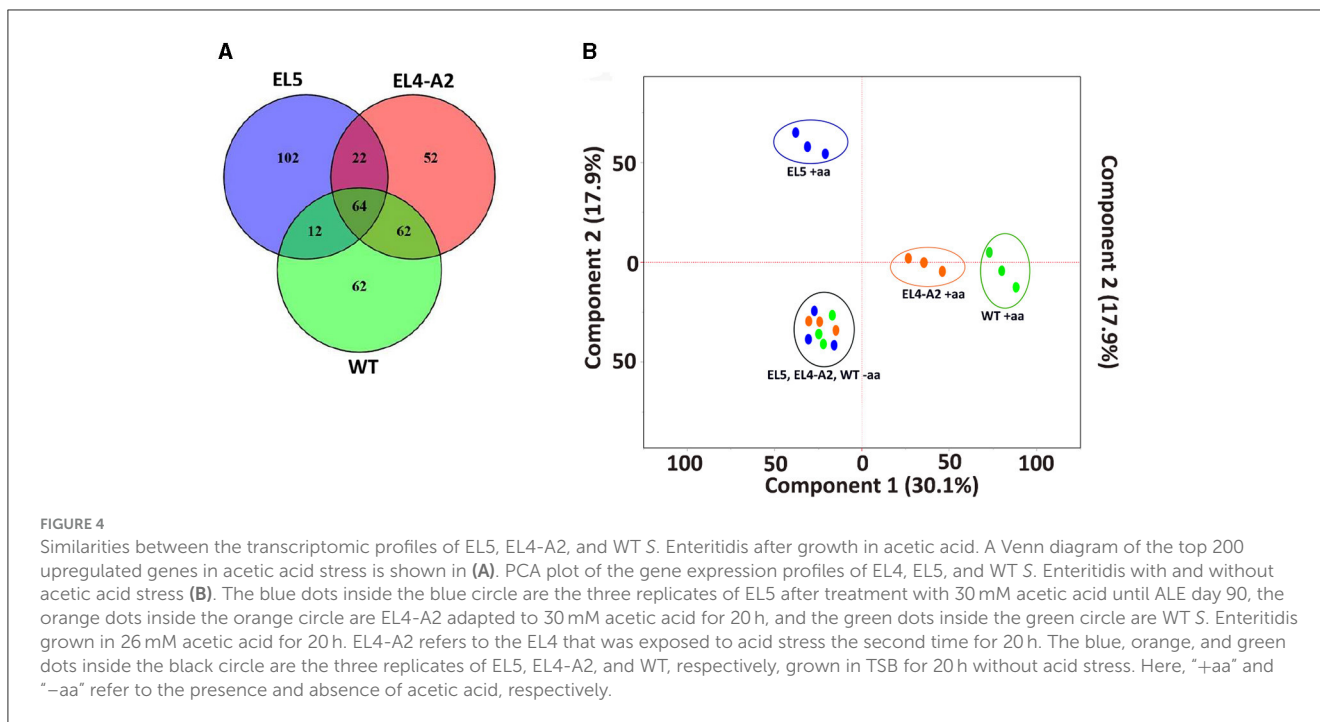 A
EL5
EL4-A2
102
22
52
64
12
62
62
WT
B
Component 2 (17.9%)
50
0
50
EL5 +aa
EL4-A2 +aa
WT +aa
EL5, EL4-A2, WT -aa
100
50
0
50
100
Component 1 (30.1%)
Component 2 (17.9%)
FIGURE 4
Similarities between the transcriptomic profiles of EL5, EL4-A2, and WT S. Enteritidis after growth in acetic acid. A Venn diagram of the top 200
upregulated genes in acetic acid stress is shown in (A). PCA plot of the gene expression profiles of EL4, EL5, and WT S. Enteritidis with and without
acetic acid stress (B). The blue dots inside the blue circle are the three replicates of EL5 after treatment with 30 mM acetic acid until ALE day 90, the
orange dots inside the orange circle are EL4-A2 adapted to 30 mM acetic acid for 20 h, and the green dots inside the green circle are WT S. Enteritidis
grown in 26 mM acetic acid for 20 h. EL4-A2 refers to the EL4 that was exposed to acid stress the second time for 20 h. The blue, orange, and green
dots inside the black circle are the three replicates of EL5, EL4-A2, and WT, respectively, grown in TSB for 20 h without acid stress. Here, "+aa" and
"−aa" refer to the presence and absence of acetic acid, respectively.